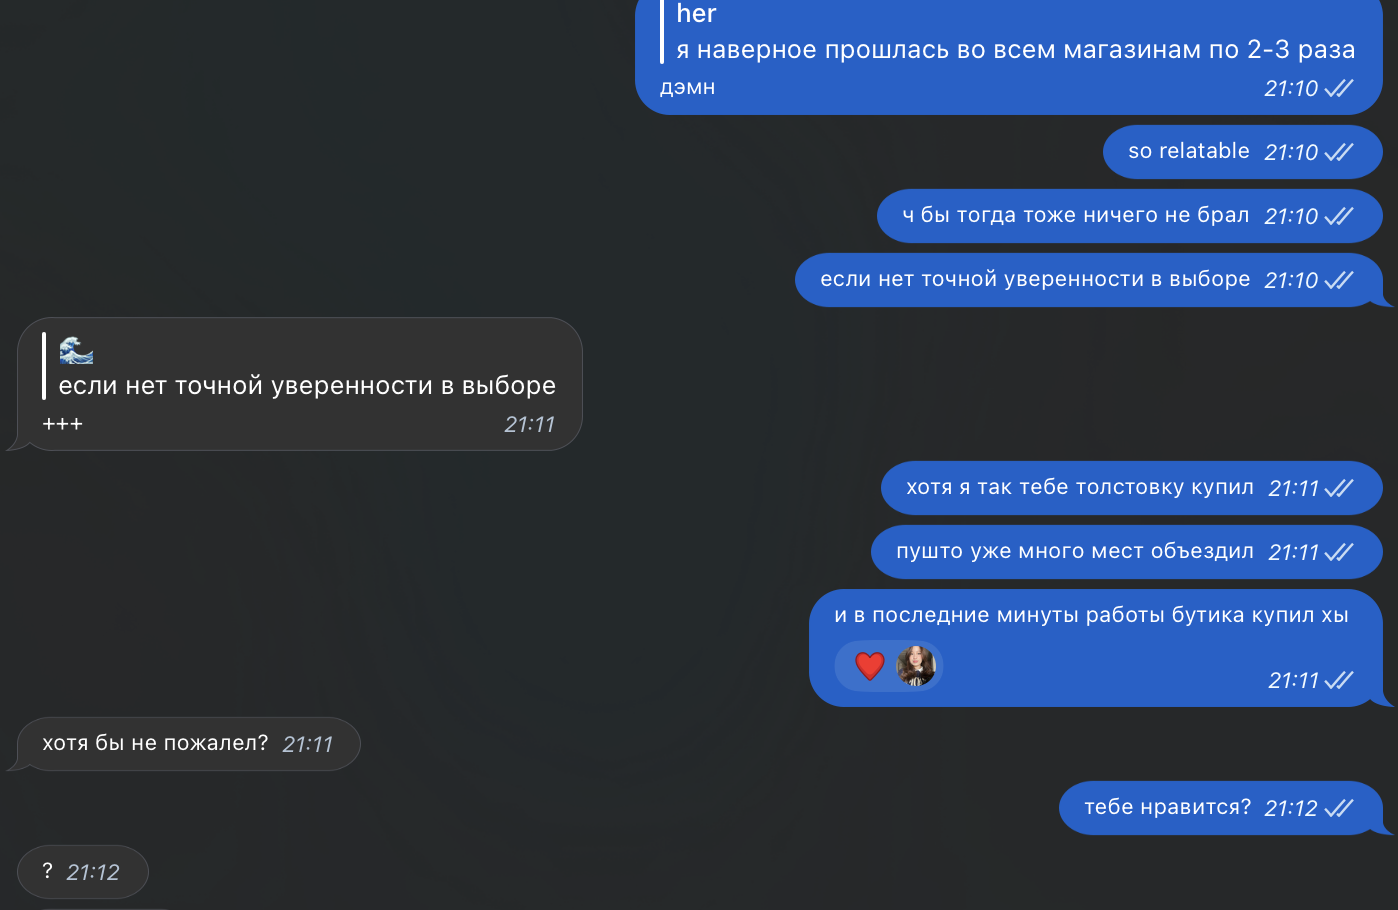 her
я наверное прошлась во всем магазинам по 2-3 раза
дэмн 21:10
so relatable 21:10
ч бы тогда тоже ничего не брал 21:10
если нет точной уверенности в выборе 21:10
🌊
если нет точной уверенности в выборе
+++ 21:11
хотя я так тебе толстовку купил 21:11
пушто уже много мест объездил 21:11
и в последние минуты работы бутика купил хы
❤️ 21:11
хотя бы не пожалел? 21:11
тебе нравится? 21:12
? 21:12